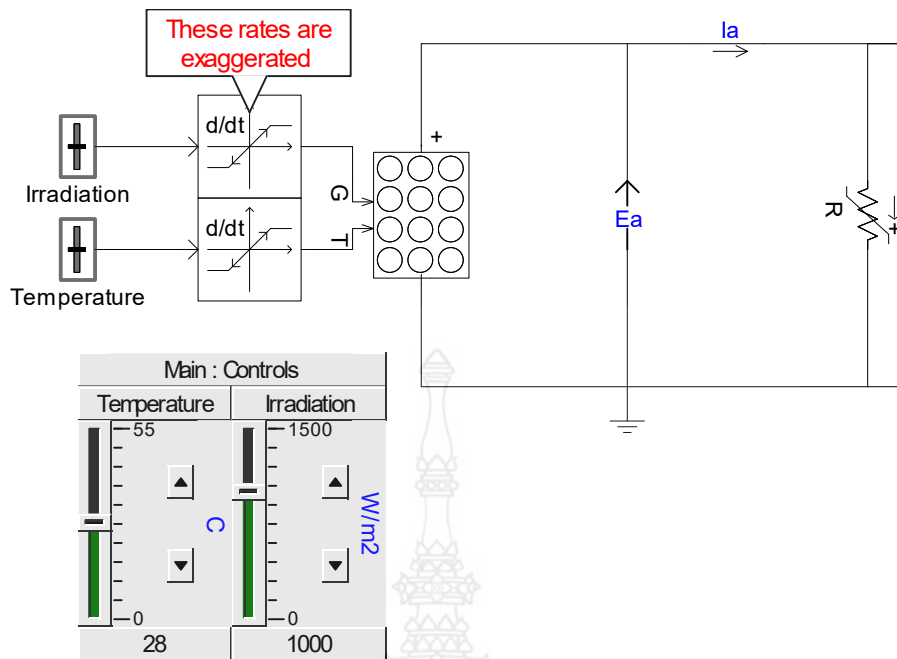 These rates are
exaggerated
Ia
d/dt
+
Irradiation
G
R
+
Ea
d/dt
T
Temperature
Main : Controls
Temperature
Irradiation
55
1500
C
W/m2
0
0
28
1000